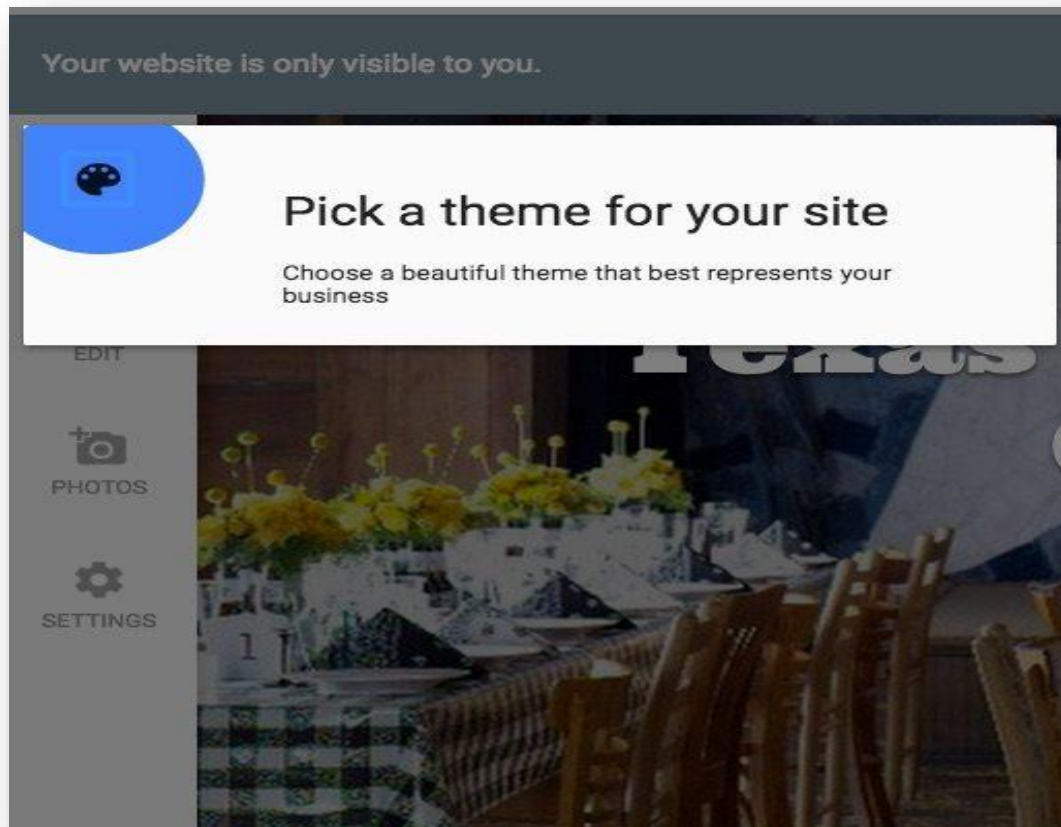 Your website is only visible to you.
Pick a theme for your site
Choose a beautiful theme that best represents your
business
EDIT
Texas
PHOTOS
SETTINGS
1